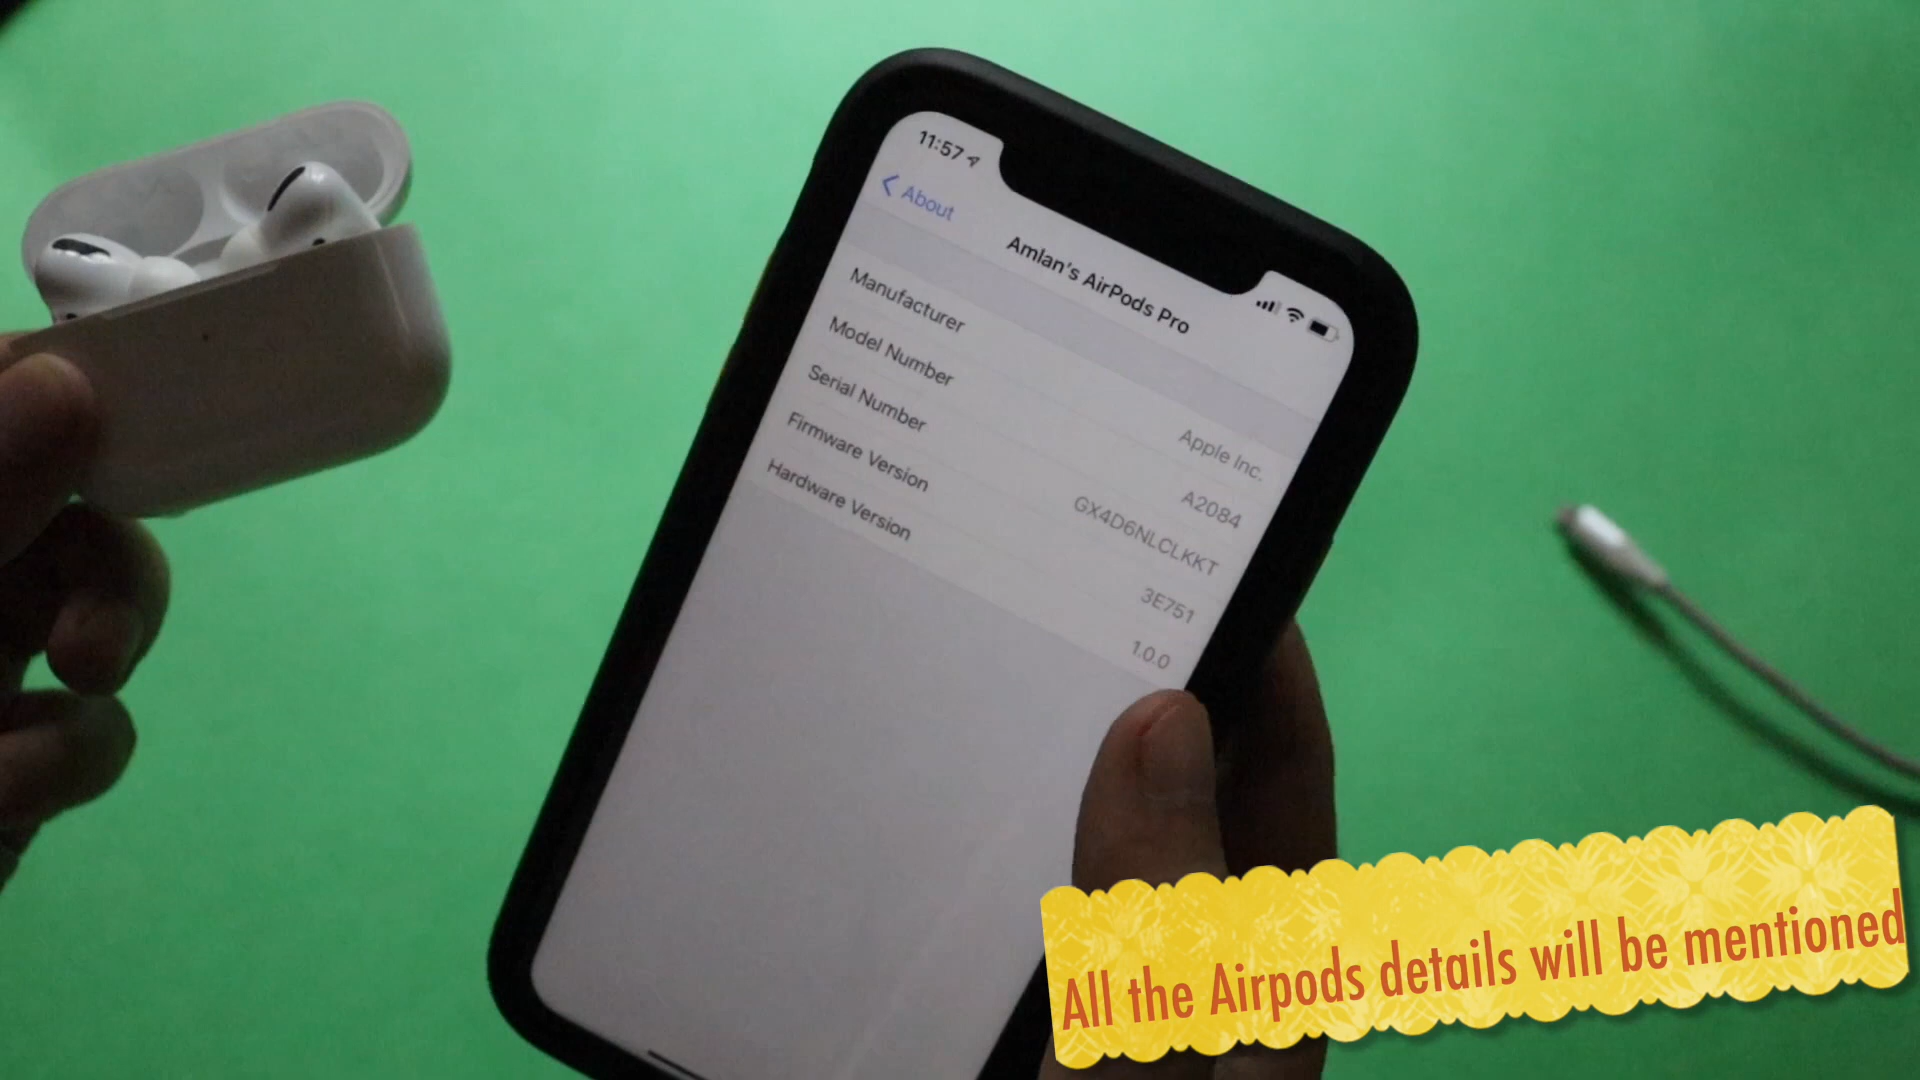 11:57
About
Amlan's AirPods Pro
Manufacturer Apple Inc.
Model Number A2084
Serial Number GX4D6NLCLKKT
Firmware Version 3E751
Hardware Version 1.0.0
All the Airpods details will be mentioned